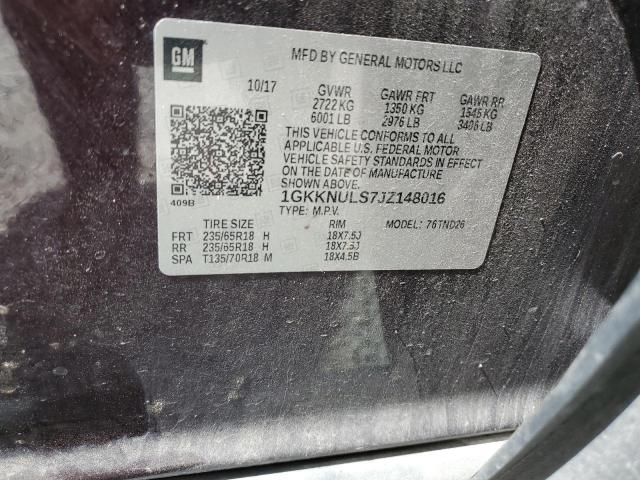 GM
MFD BY GENERAL MOTORS LLC
10/17 GVWR GAWR FRT GAWR RR
2722 KG 1350 KG 1545 KG
6001 LB 2976 LB 3406 LB
THIS VEHICLE CONFORMS TO ALL
APPLICABLE U.S. FEDERAL MOTOR
VEHICLE SAFETY STANDARDS IN EFFECT
ON THE DATE OF MANUFACTURE
SHOWN ABOVE.
409B
1GKKNULS7JZ148016
TYPE: M.P.V. MODEL: 76TND26
TIRE SIZE RIM
FRT 235/65R18 H 18X7.5J
RR 235/65R18 H 18X7.5J
SPA T135/70R18 M 18X4.5B